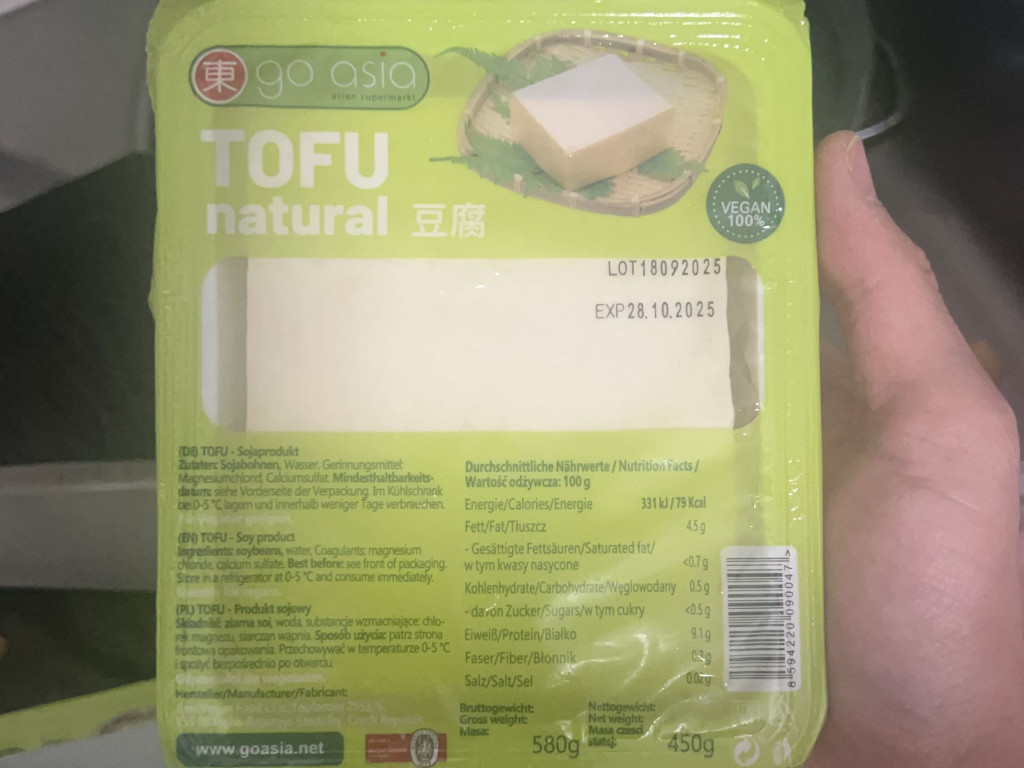 東 go asia
asian supermarkt
TOFU
natural 豆腐
VEGAN
100%
LOT18092025
EXP28.10.2025
(DE) TOFU - Sojaprodukt
Zutaten: Sojabohnen, Wasser, Gerinnungsmittel:
Magnesiumchlorid, Calciumsulfat. Mindesthaltbarkeits-
datum: siehe Vorderseite der Verpackung. Im Kühlschrank
bei 0-5 °C lagern und innerhalb weniger Tage verbrauchen.
(EN) TOFU - Soy product
Ingredients: soybeans, water, Coagulants: magnesium
chloride, calcium sulfate. Best before: see front of packaging.
Store in a refrigerator at 0-5 °C and consume immediately.
(PL) TOFU - Produkt sojowy
Składniki: ziarna soi, woda, substancje wzmacniające: chlo-
rek magnezu, siarczan wapnia. Sposób użycia: patrz strona
frontowa opakowania. Przechowywać w temperaturze 0-5 °C
i spożyć bezpośrednio po otwarciu.
Hersteller/Manufacturer/Fabricant:
Czech Republic
www.goasia.net
Durchschnittliche Nährwerte / Nutrition Facts /
Wartość odżywcza: 100 g
Energie/Calories/Energie 331 kJ / 79 Kcal
Fett/Fat/Tłuszcz 4.5 g
- Gesättigte Fettsäuren/Saturated fat/
w tym kwasy nasycone <0.7 g
Kohlenhydrate/Carbohydrate/Węglowodany 0.5 g
- davon Zucker/Sugars/w tym cukry <0.5 g
Eiweiß/Protein/Białko 9.1 g
Faser/Fiber/Błonnik
Salz/Salt/Sel
Bruttogewicht:
Gross weight:
Masa:
580g
Nettogewicht:
Net weight:
Masa części
stałej:
450g
8 594220 090047 >